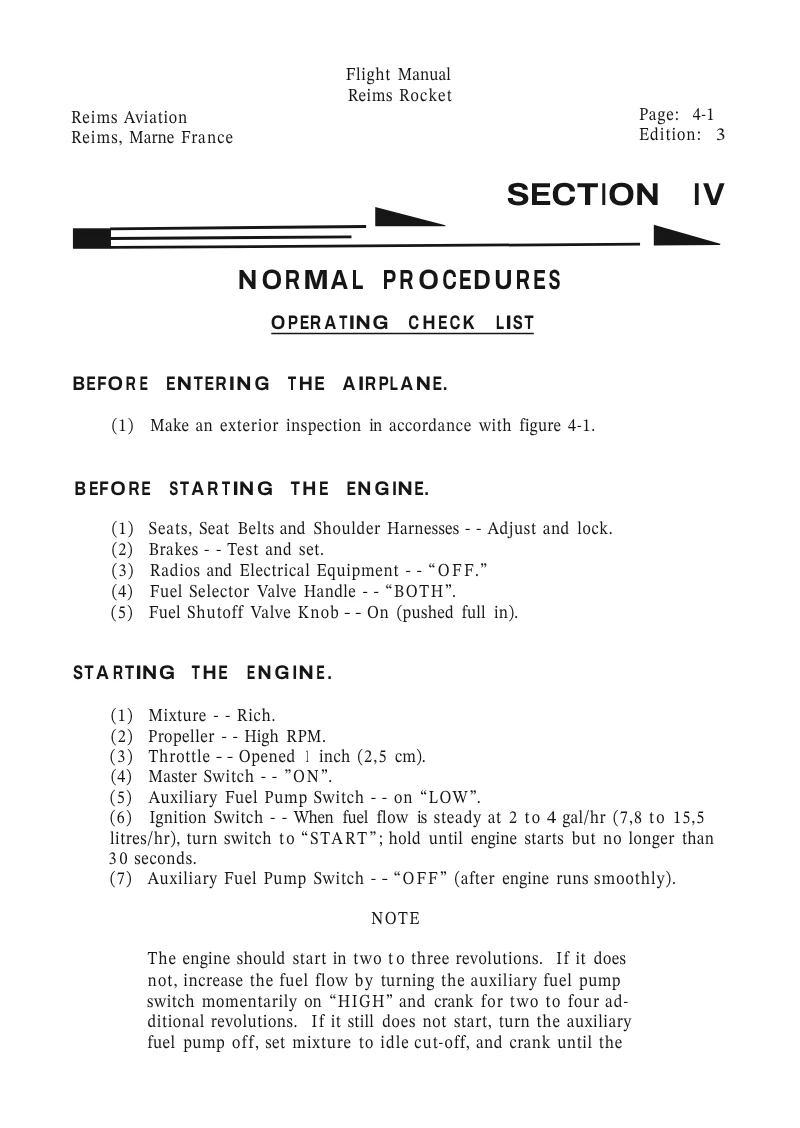 Flight Manual
Reims Rocket
Reims Aviation
Reims, Marne France
Page: 4-1
Edition: 3
SECTION IV
NORMAL PROCEDURES
OPERATING CHECK LIST
BEFORE ENTERING THE AIRPLANE.
(1) Make an exterior inspection in accordance with figure 4-1.
BEFORE STARTING THE ENGINE.
(1) Seats, Seat Belts and Shoulder Harnesses - - Adjust and lock.
(2) Brakes - - Test and set.
(3) Radios and Electrical Equipment - - “OFF.”
(4) Fuel Selector Valve Handle - - “BOTH”.
(5) Fuel Shutoff Valve Knob - - On (pushed full in).
STARTING THE ENGINE.
(1) Mixture - - Rich.
(2) Propeller - - High RPM.
(3) Throttle - - Opened 1 inch (2,5 cm).
(4) Master Switch - - ”ON”.
(5) Auxiliary Fuel Pump Switch - - on “LOW”.
(6) Ignition Switch - - When fuel flow is steady at 2 to 4 gal/hr (7,8 to 15,5
litres/hr), turn switch to “START”; hold until engine starts but no longer than
30 seconds.
(7) Auxiliary Fuel Pump Switch - - “OFF” (after engine runs smoothly).
NOTE
The engine should start in two to three revolutions. If it does
not, increase the fuel flow by turning the auxiliary fuel pump
switch momentarily on “HIGH” and crank for two to four ad-
ditional revolutions. If it still does not start, turn the auxiliary
fuel pump off, set mixture to idle cut-off, and crank until the